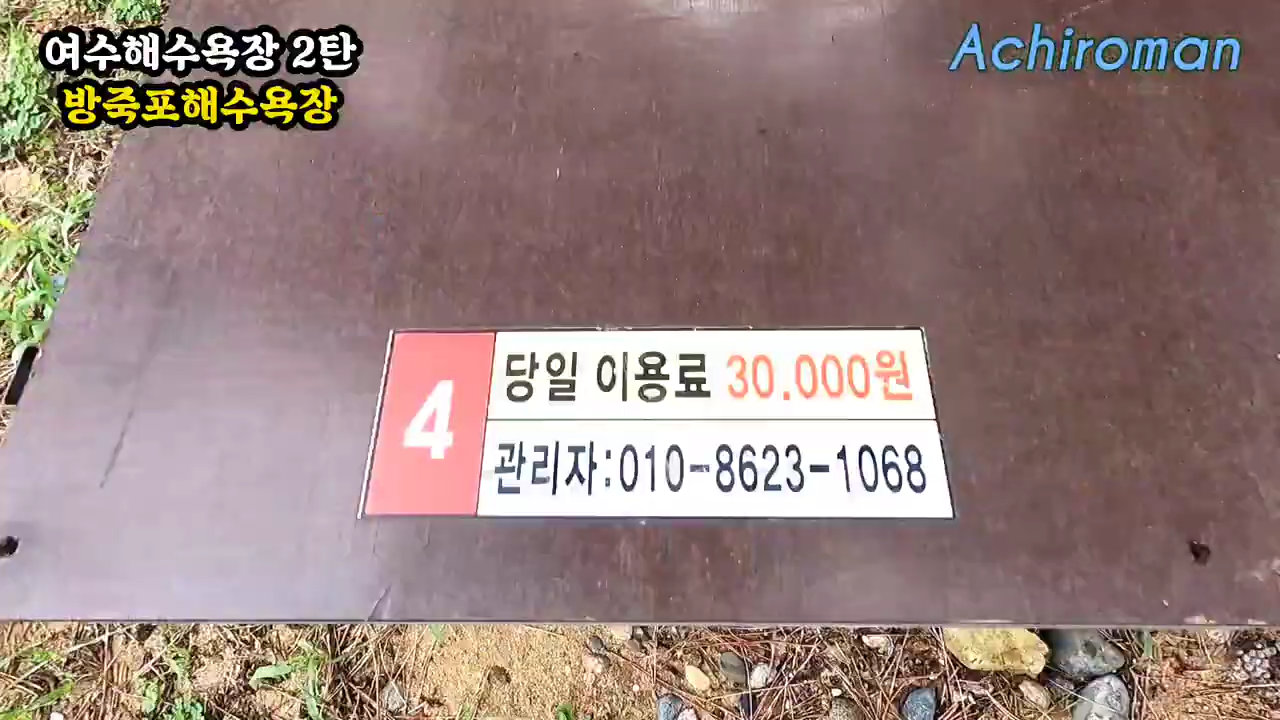 여수해수욕장 2탄
방죽포해수욕장
Achiroman
4
당일 이용료 30.000원
관리자:010-8623-1068